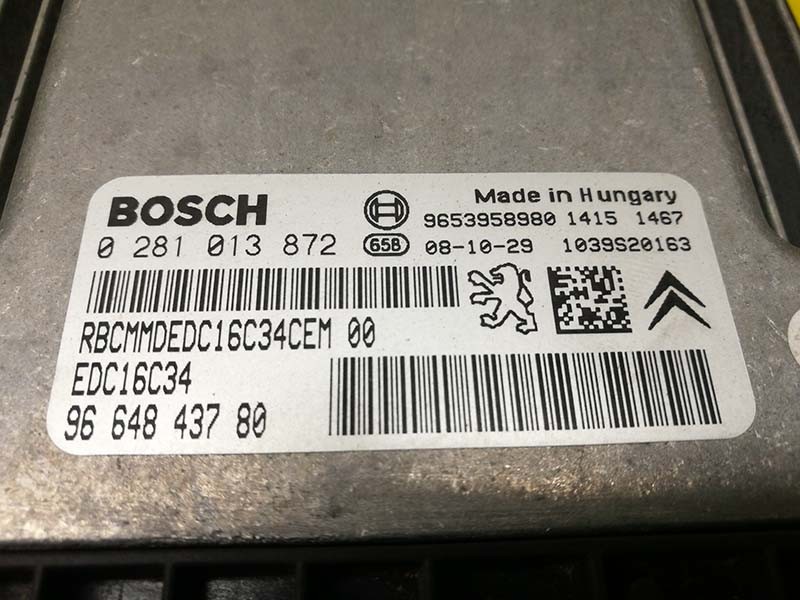 BOSCH
Made in Hungary
9653958980 1415 1467
0 281 013 872
65B 08-10-29 1039S20163
RBCMMDEDC16C34CEM 00
EDC16C34
96 648 437 80